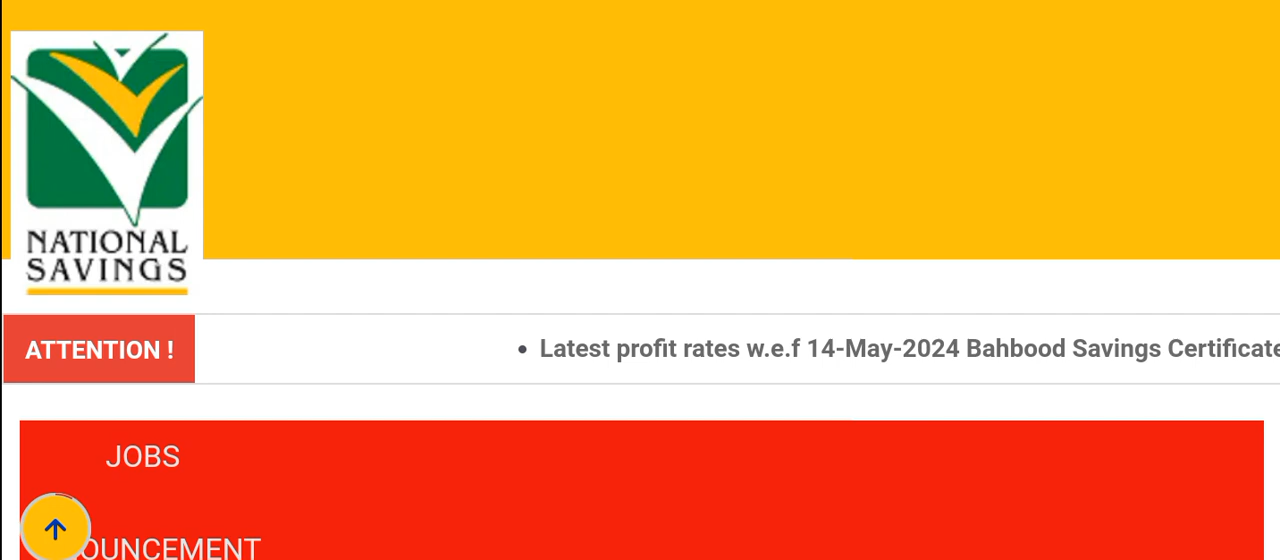 NATIONAL
SAVINGS
ATTENTION !
• Latest profit rates w.e.f 14-May-2024 Bahbood Savings Certificate
JOBS
OUNCEMENT